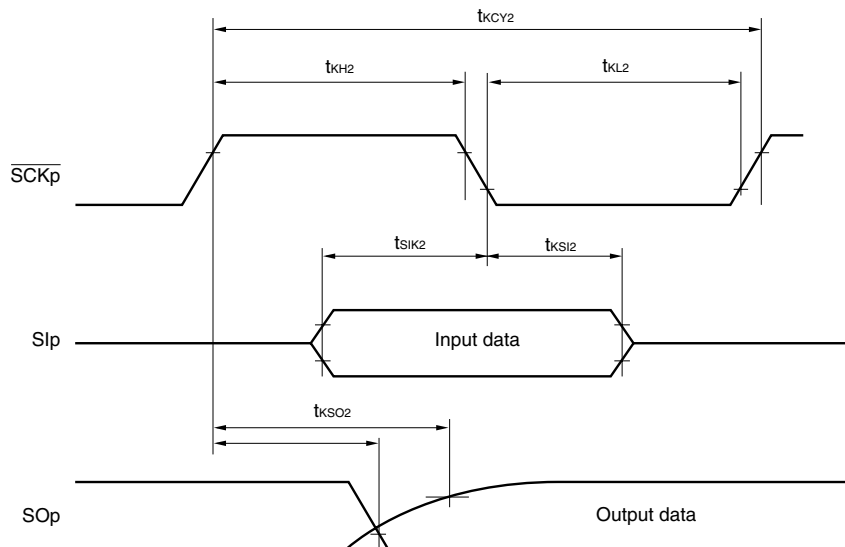 tKCY2
tKH2
tKL2
SCKp
tSIK2
tKSI2
SIp
Input data
tKSO2
SOp
Output data